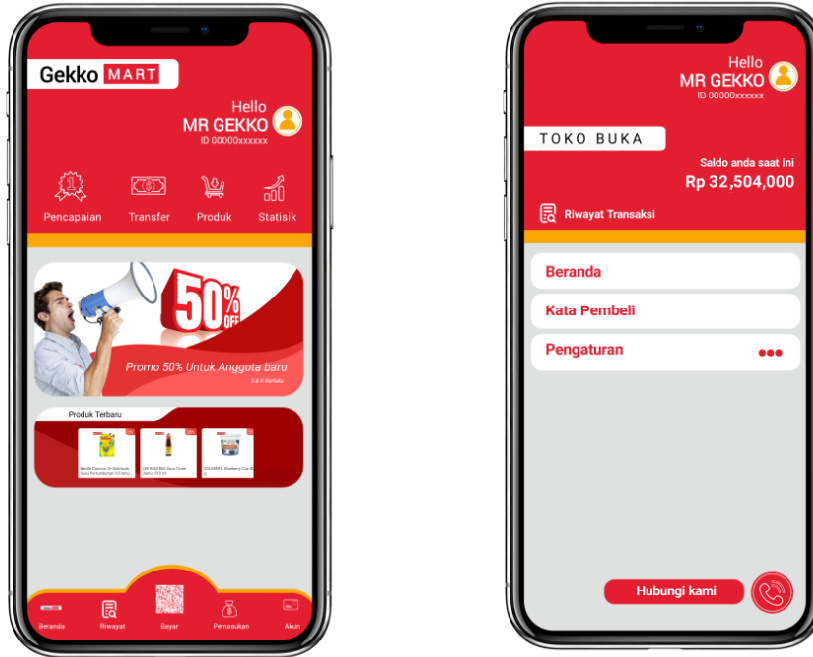 Gekko MART
Hello
MR GEKKO
ID 00000xxxxxx
Pencapaian
Transfer
Produk
Statisik
50%
OFF
Promo 50% Untuk Anggota baru
S & K Berlaku
Produk Terbaru
Beranda
Riwayat
Bayar
Pemasukan
Akun
Hello
MR GEKKO
ID 00000xxxxxx
TOKO BUKA
Saldo anda saat ini
Rp 32,504,000
Riwayat Transaksi
Beranda
Kata Pembeli
Pengaturan
Hubungi kami